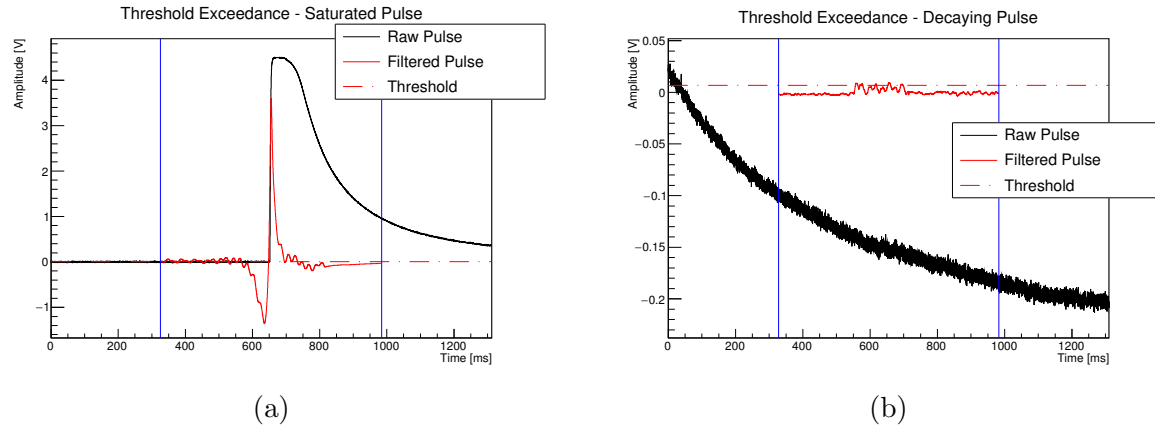 Threshold Exceedance - Saturated Pulse
Amplitude [V]
4
3
2
1
0
−1
0 200 400 600 800 1000 1200
Time [ms]
Raw Pulse
Filtered Pulse
Threshold
(a)
Threshold Exceedance - Decaying Pulse
Amplitude [V]
0.05
0
−0.05
−0.1
−0.15
−0.2
0 200 400 600 800 1000 1200
Time [ms]
Raw Pulse
Filtered Pulse
Threshold
(b)